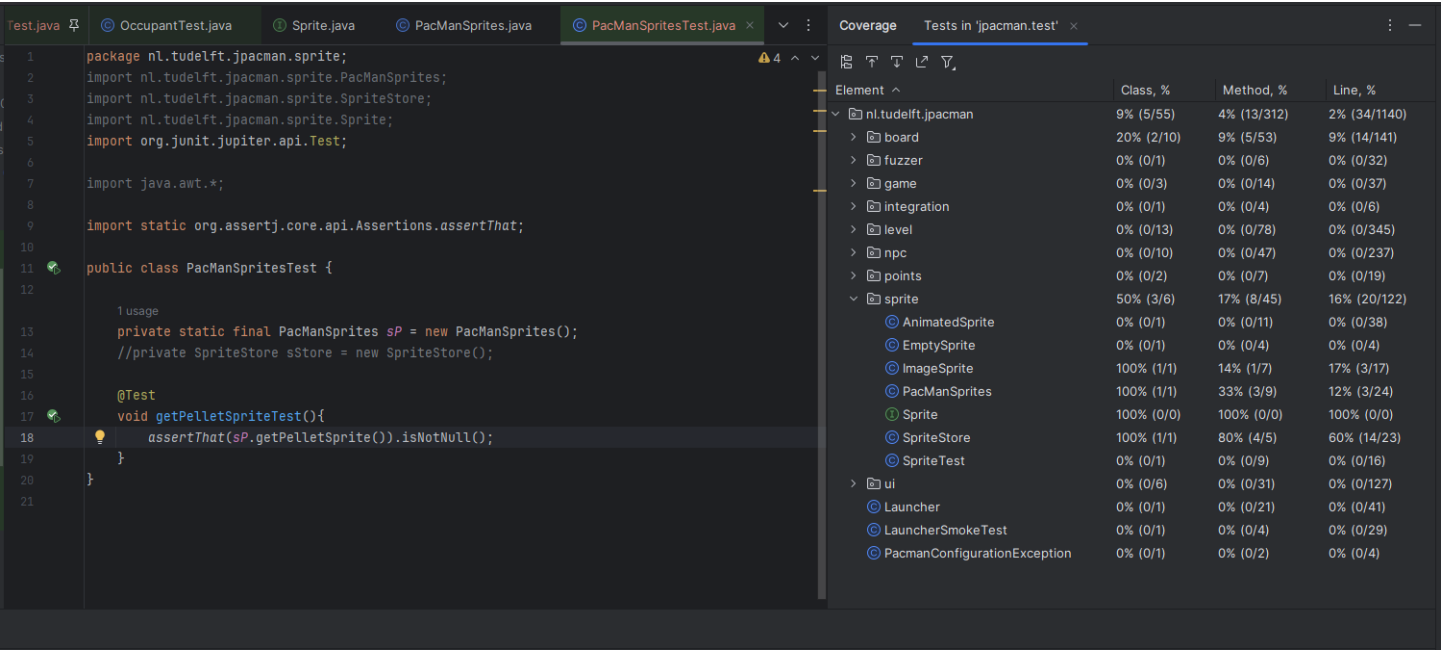 Test.java OccupantTest.java Sprite.java PacManSprites.java PacManSpritesTest.java
Coverage Tests in 'jpacman.test'
1 package nl.tudelft.jpacman.sprite;
4
2 import nl.tudelft.jpacman.sprite.PacManSprites;
3 import nl.tudelft.jpacman.sprite.SpriteStore;
4 import nl.tudelft.jpacman.sprite.Sprite;
5 import org.junit.jupiter.api.Test;
6
7 import java.awt.*;
8
9 import static org.assertj.core.api.Assertions.assertThat;
10
11 public class PacManSpritesTest {
12
1 usage
13 private static final PacManSprites sP = new PacManSprites();
14 //private SpriteStore sStore = new SpriteStore();
15
16 @Test
17 void getPelletSpriteTest(){
18 assertThat(sP.getPelletSprite()).isNotNull();
19 }
20 }
21
Element Class, % Method, % Line, %
nl.tudelft.jpacman 9% (5/55) 4% (13/312) 2% (34/1140)
board 20% (2/10) 9% (5/53) 9% (14/141)
fuzzer 0% (0/1) 0% (0/6) 0% (0/32)
game 0% (0/3) 0% (0/14) 0% (0/37)
integration 0% (0/1) 0% (0/4) 0% (0/6)
level 0% (0/13) 0% (0/78) 0% (0/345)
npc 0% (0/10) 0% (0/47) 0% (0/237)
points 0% (0/2) 0% (0/7) 0% (0/19)
sprite 50% (3/6) 17% (8/45) 16% (20/122)
AnimatedSprite 0% (0/1) 0% (0/11) 0% (0/38)
EmptySprite 0% (0/1) 0% (0/4) 0% (0/4)
ImageSprite 100% (1/1) 14% (1/7) 17% (3/17)
PacManSprites 100% (1/1) 33% (3/9) 12% (3/24)
Sprite 100% (0/0) 100% (0/0) 100% (0/0)
SpriteStore 100% (1/1) 80% (4/5) 60% (14/23)
SpriteTest 0% (0/1) 0% (0/9) 0% (0/16)
ui 0% (0/6) 0% (0/31) 0% (0/127)
Launcher 0% (0/1) 0% (0/21) 0% (0/41)
LauncherSmokeTest 0% (0/1) 0% (0/4) 0% (0/29)
PacmanConfigurationException 0% (0/1) 0% (0/2) 0% (0/4)